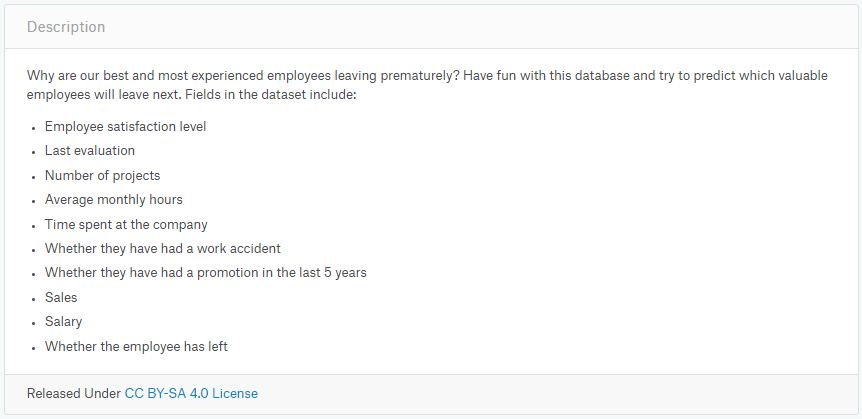 Description
Why are our best and most experienced employees leaving prematurely? Have fun with this database and try to predict which valuable
employees will leave next. Fields in the dataset include:
• Employee satisfaction level
• Last evaluation
• Number of projects
• Average monthly hours
• Time spent at the company
• Whether they have had a work accident
• Whether they have had a promotion in the last 5 years
• Sales
• Salary
• Whether the employee has left
Released Under CC BY-SA 4.0 License